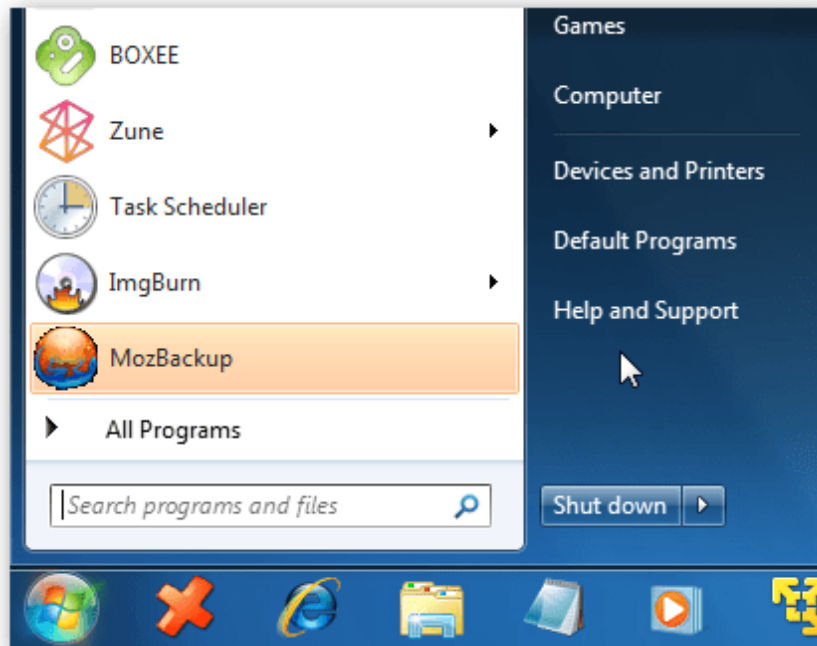 BOXEE
Zune
Task Scheduler
ImgBurn
MozBackup
All Programs
Search programs and files
Games
Computer
Devices and Printers
Default Programs
Help and Support
Shut down